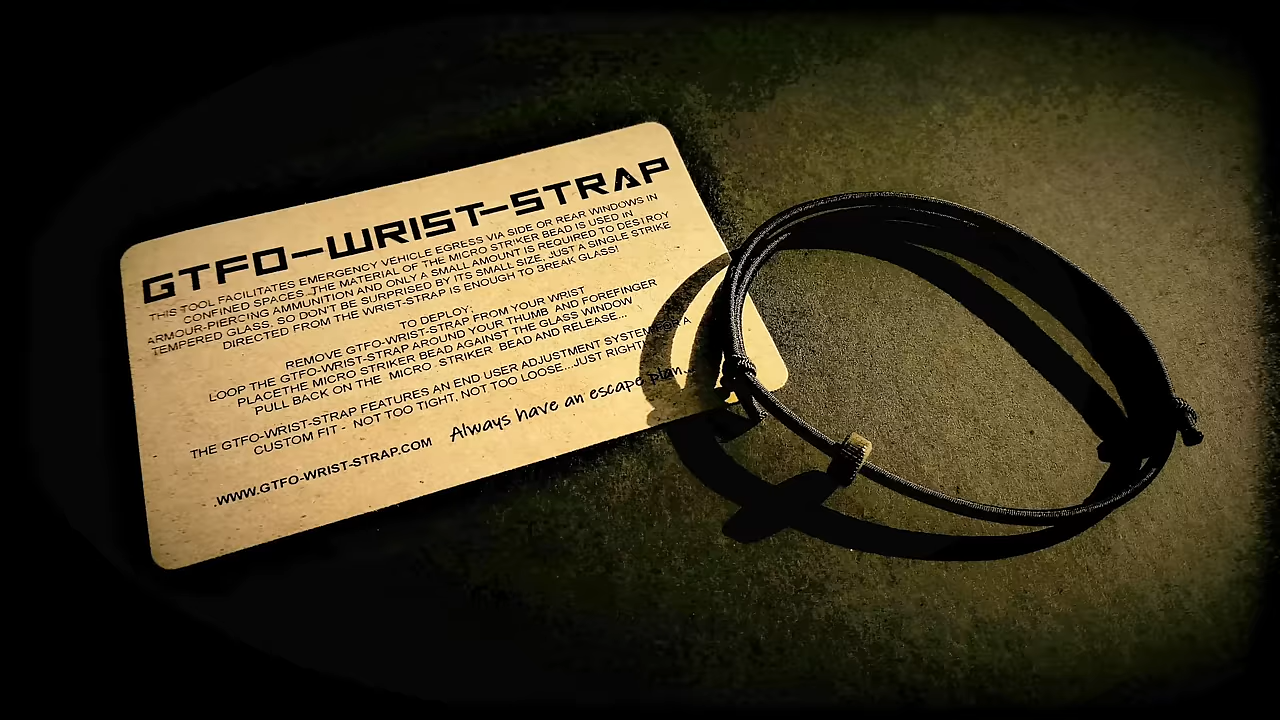 GTFO-WRIST-STRAP
THIS TOOL FACILITATES EMERGENCY VEHICLE EGRESS VIA SIDE OR REAR WINDOWS IN
CONFINED SPACES .THE MATERIAL OF THE MICRO STRIKER BEAD IS USED IN
ARMOUR-PIERCING AMMUNITION AND ONLY A SMALL AMOUNT IS REQUIRED TO DESTROY
TEMPERED GLASS, SO DON'T BE SURPRISED BY ITS SMALL SIZE, JUST A SINGLE STRIKE
DIRECTED FROM THE WRIST-STRAP IS ENOUGH TO BREAK GLASS!
TO DEPLOY;
REMOVE GTFO-WRIST-STRAP FROM YOUR WRIST
LOOP THE GTFO-WRIST-STRAP AROUND YOUR THUMB AND FOREFINGER
PLACETHE MICRO STRIKER BEAD AGAINST THE GLASS WINDOW
PULL BACK ON THE MICRO STRIKER BEAD AND RELEASE...
THE GTFO-WRIST-STRAP FEATURES AN END USER ADJUSTMENT SYSTEM FOR A
CUSTOM FIT - NOT TOO TIGHT, NOT TOO LOOSE...JUST RIGHT!
Always have an escape plan...
.WWW.GTFO-WRIST-STRAP.COM